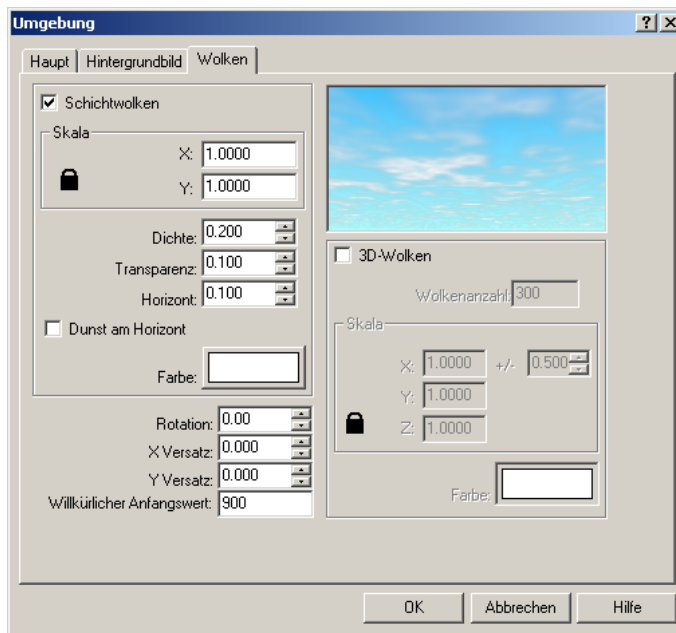 Umgebung
Haupt
Hintergrundbild
Wolken
Schichtwolken
Skala
X: 1.0000
Y: 1.0000
Dichte: 0.200
Transparenz: 0.100
Horizont: 0.100
Dunst am Horizont
Farbe:
Rotation: 0.00
X Versatz: 0.000
Y Versatz: 0.000
Willkürlicher Anfangswert: 900
3D-Wolken
Wolkenanzahl: 300
Skala
X: 1.0000 +/- 0.500
Y: 1.0000
Z: 1.0000
Farbe:
OK
Abbrechen
Hilfe